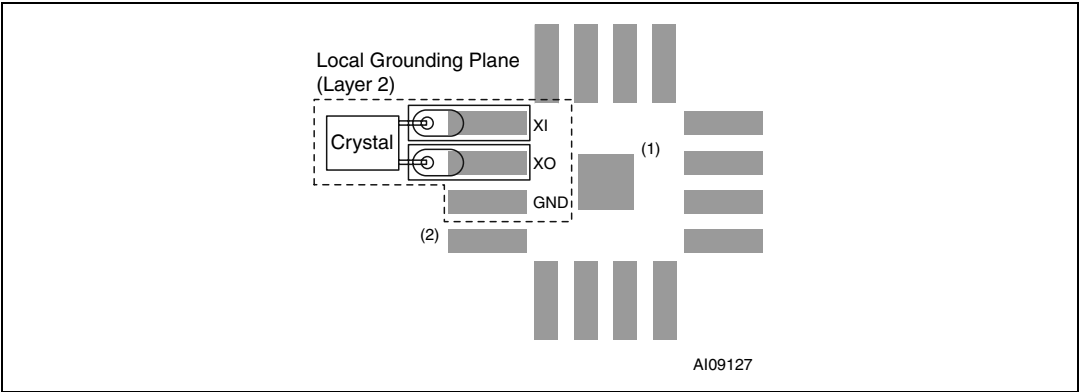 Local Grounding Plane
(Layer 2)
Crystal
XI
XO
(1)
GND
(2)
AI09127